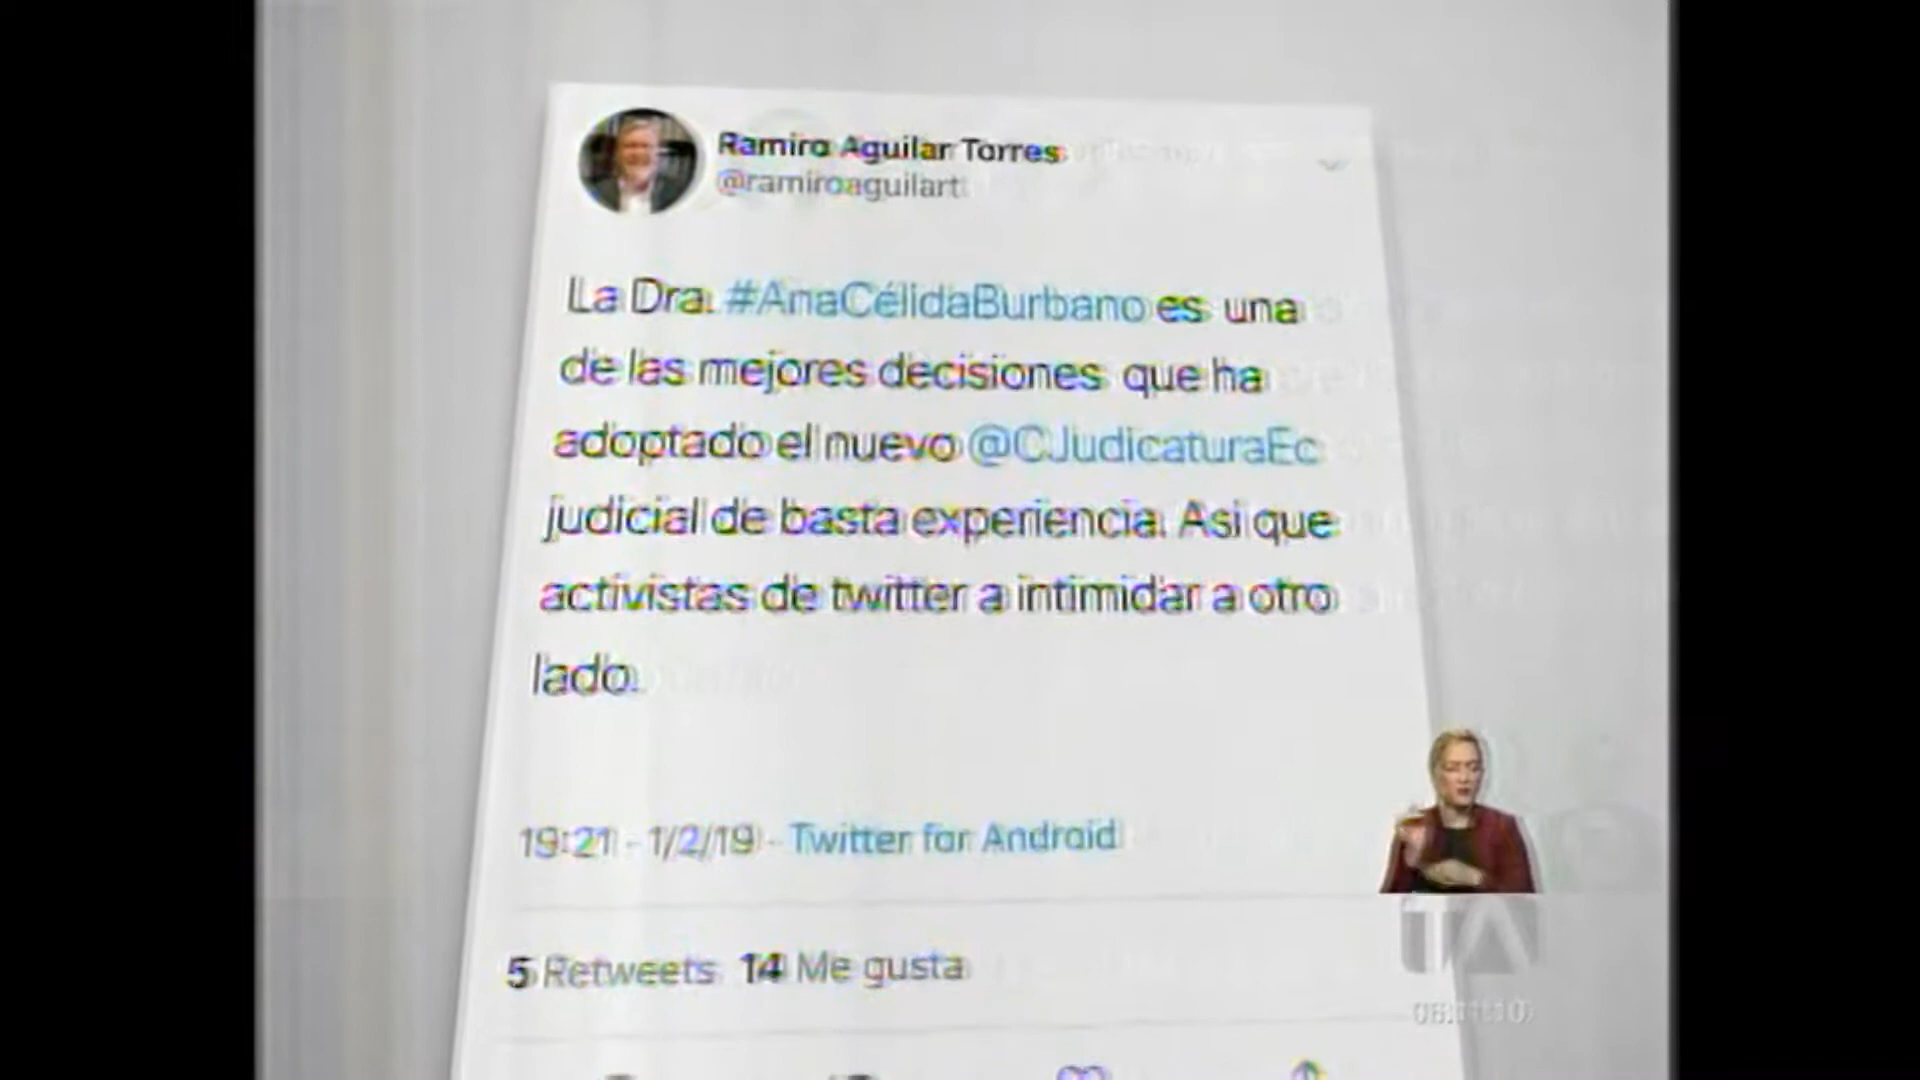 Ramiro Aguilar Torres
@ramiroaguilart
La Dra. #AnaCélidaBurbano es una
de las mejores decisiones que ha
adoptado el nuevo @CJudicaturaEc
judicial de basta experiencia. Asi que
activistas de twitter a intimidar a otro
lado.
19:21 - 1/2/19 - Twitter for Android
5 Retweets 14 Me gusta
TA